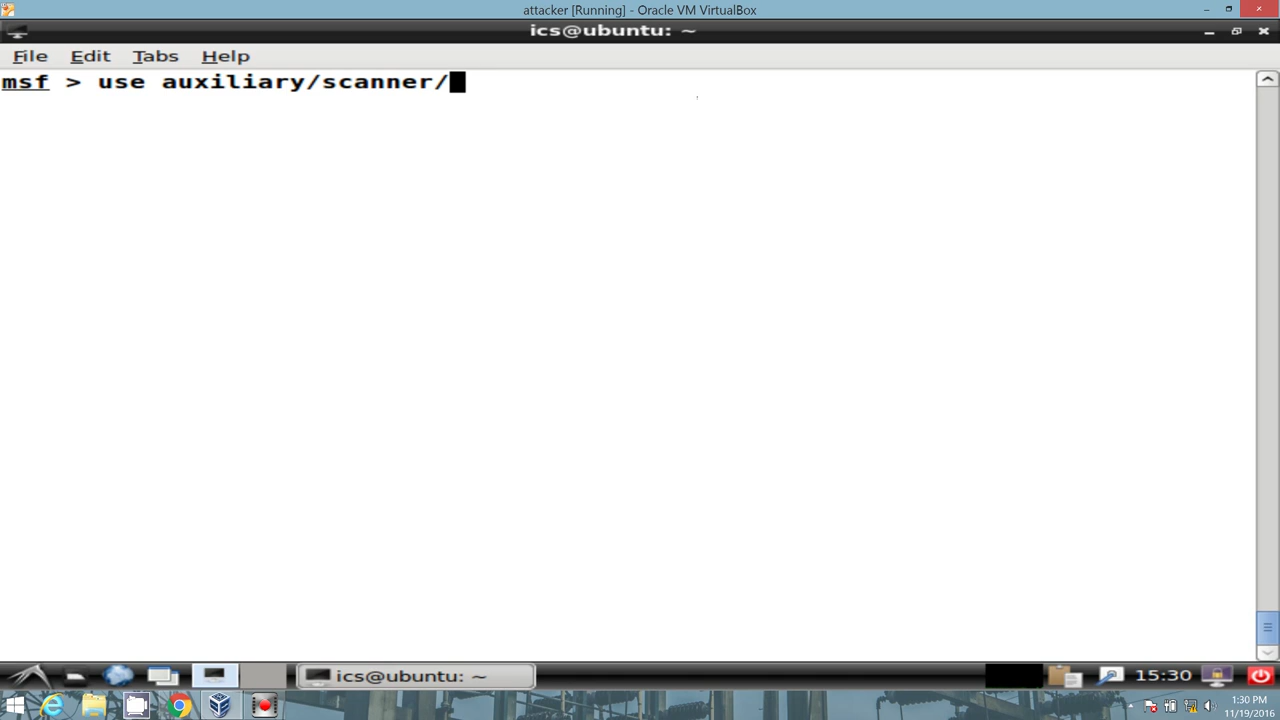 attacker [Running] - Oracle VM VirtualBox
ics@ubuntu: ~
File Edit Tabs Help
msf > use auxiliary/scanner/
ics@ubuntu: ~
15:30
1:30 PM
11/19/2016